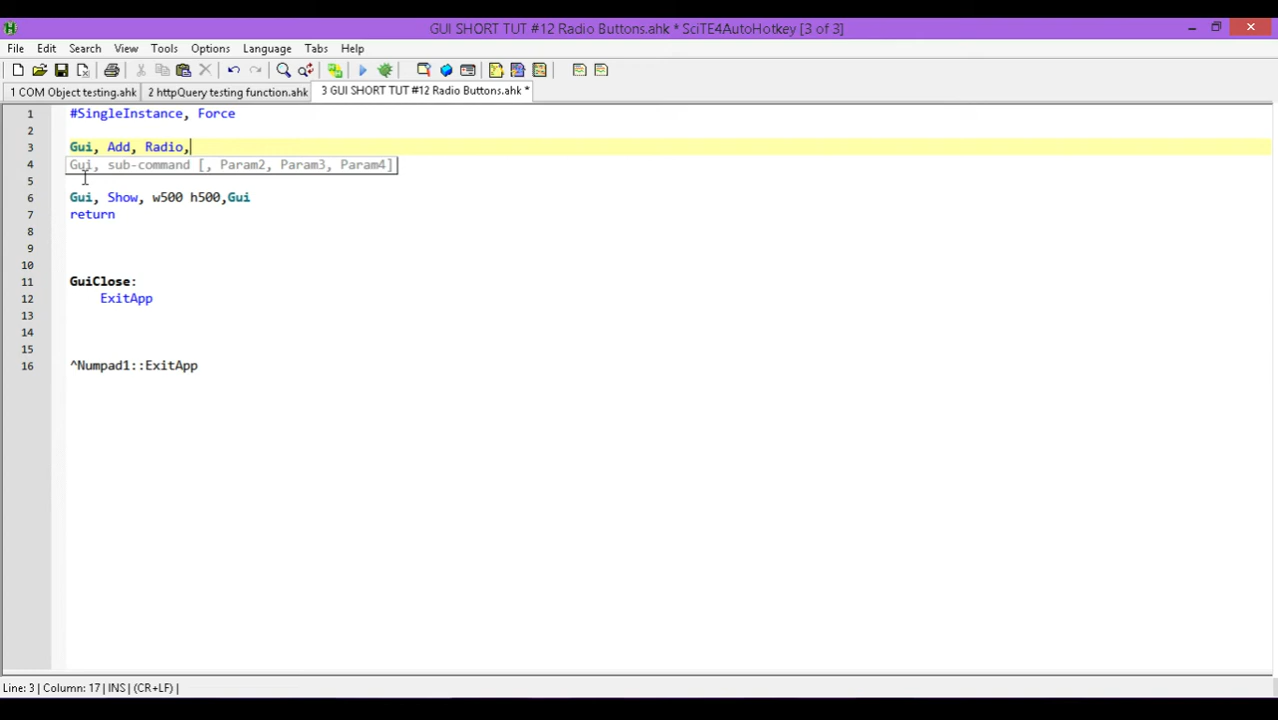 GUI SHORT TUT #12 Radio Buttons.ahk * SciTE4AutoHotkey [3 of 3]
File Edit Search View Tools Options Language Tabs Help
1 COM Object testing.ahk 2 httpQuery testing function.ahk 3 GUI SHORT TUT #12 Radio Buttons.ahk *
1 #SingleInstance, Force
2
3 Gui, Add, Radio,
4 Gui, sub-command [, Param2, Param3, Param4]
5
6 Gui, Show, w500 h500,Gui
7 return
8
9
10
11 GuiClose:
12 ExitApp
13
14
15
16 ^Numpad1::ExitApp
Line: 3 | Column: 17 | INS | (CR+LF) |